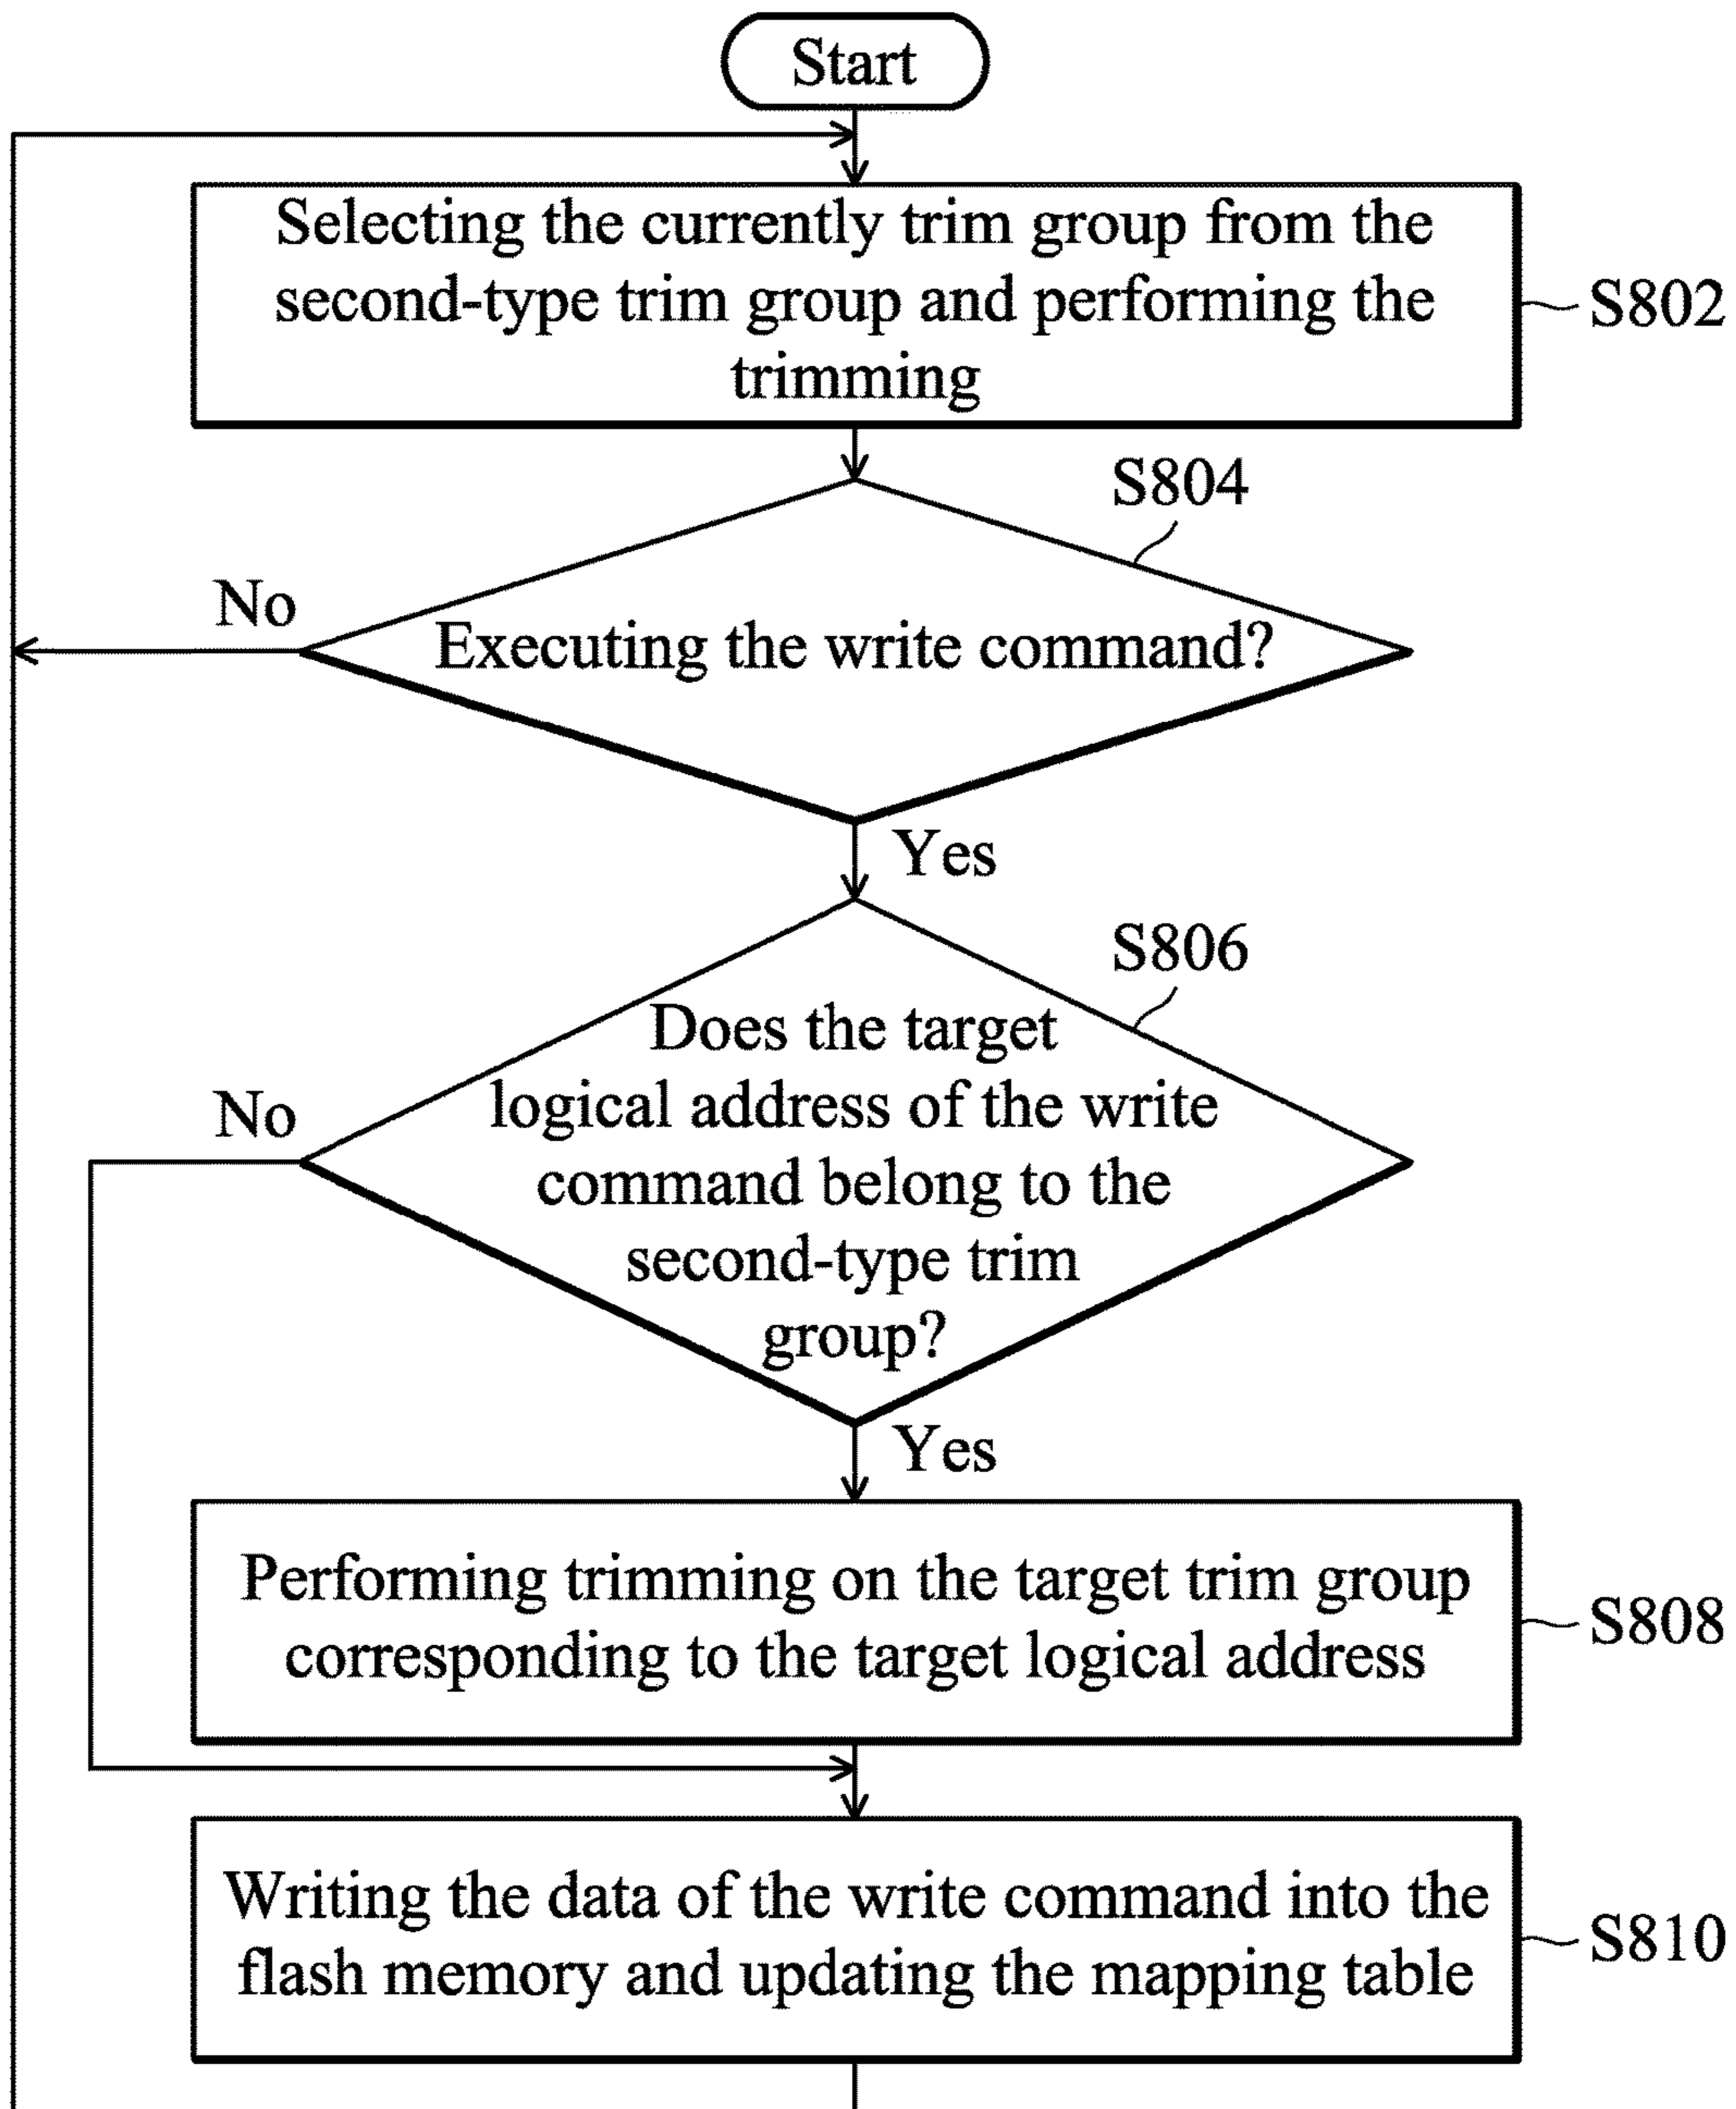 Start
Selecting the currently trim group from the
second-type trim group and performing the
trimming
S802
S804
No
Executing the write command?
Yes
S806
Does the target
logical address of the write
command belong to the
second-type trim
group?
No
Yes
Performing trimming on the target trim group
corresponding to the target logical address
S808
Writing the data of the write command into the
flash memory and updating the mapping table
S810